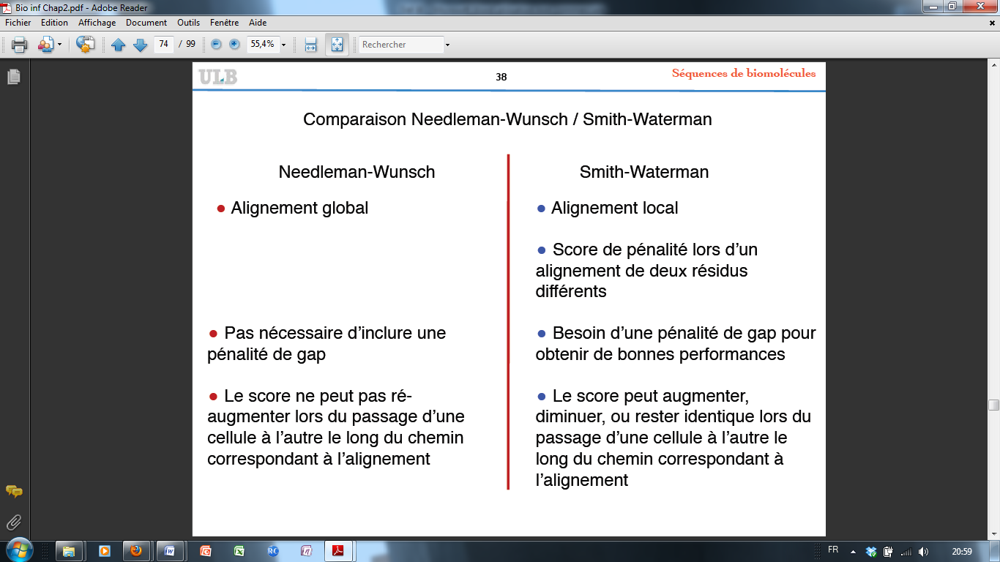 Bio inf Chap2.pdf - Adobe Reader
Fichier Edition Affichage Document Outils Fenêtre Aide
74 / 99 55,4% Rechercher
ULB 38 Séquences de biomolécules
Comparaison Needleman-Wunsch / Smith-Waterman
Needleman-Wunsch
• Alignement global
• Pas nécessaire d'inclure une
pénalité de gap
• Le score ne peut pas ré-
augmenter lors du passage d'une
cellule à l'autre le long du chemin
correspondant à l'alignement
Smith-Waterman
• Alignement local
• Score de pénalité lors d'un
alignement de deux résidus
différents
• Besoin d'une pénalité de gap pour
obtenir de bonnes performances
• Le score peut augmenter,
diminuer, ou rester identique lors du
passage d'une cellule à l'autre le
long du chemin correspondant à
l'alignement
FR 20:59